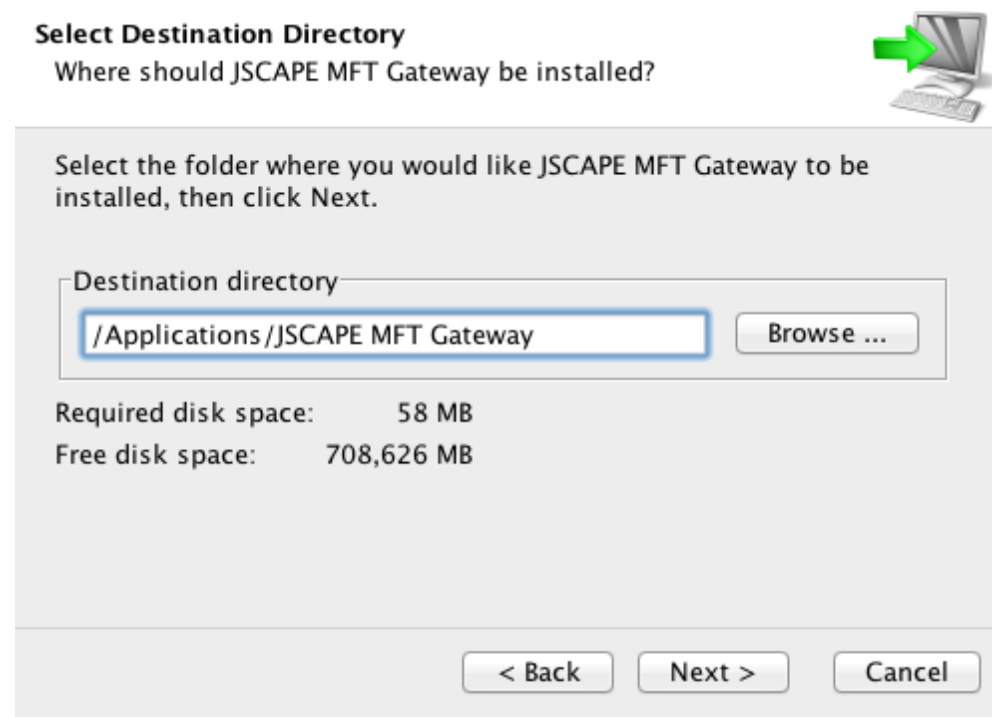 Select Destination Directory
Where should JSCAPE MFT Gateway be installed?
Select the folder where you would like JSCAPE MFT Gateway to be
installed, then click Next.
Destination directory
/Applications/JSCAPE MFT Gateway
Browse ...
Required disk space: 58 MB
Free disk space: 708,626 MB
< Back Next > Cancel